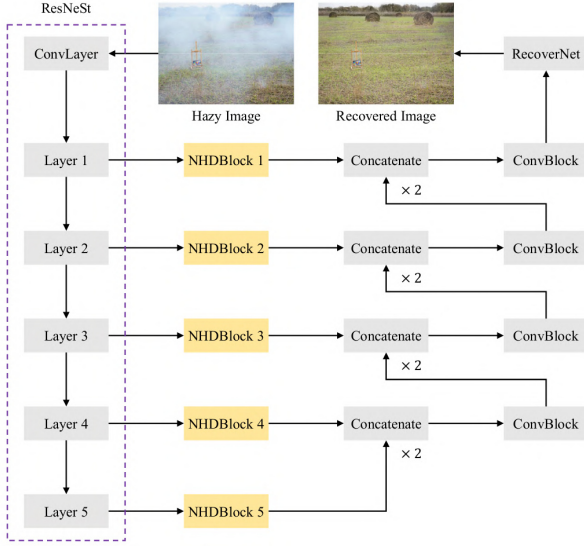 ResNeSt
ConvLayer
RecoverNet
Hazy Image
Recovered Image
Layer 1
NHDBlock 1
Concatenate
ConvBlock
× 2
Layer 2
NHDBlock 2
Concatenate
ConvBlock
× 2
Layer 3
NHDBlock 3
Concatenate
ConvBlock
× 2
Layer 4
NHDBlock 4
Concatenate
ConvBlock
× 2
Layer 5
NHDBlock 5